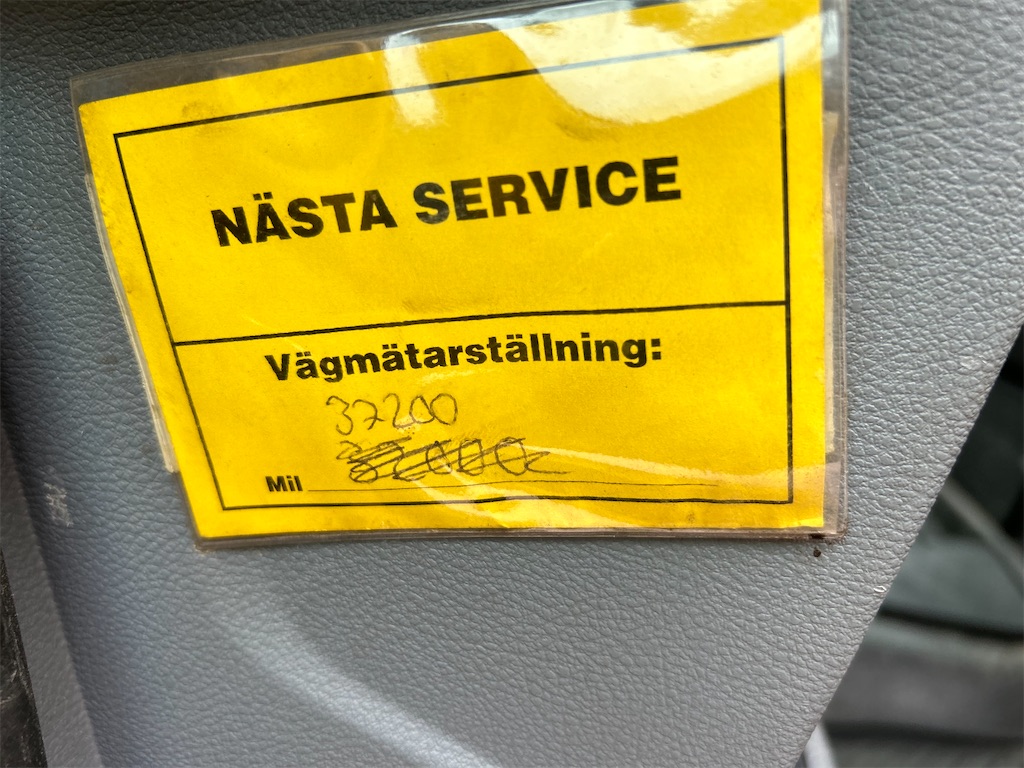 NÄSTA SERVICE
Vägmätarställning:
37200
Mil